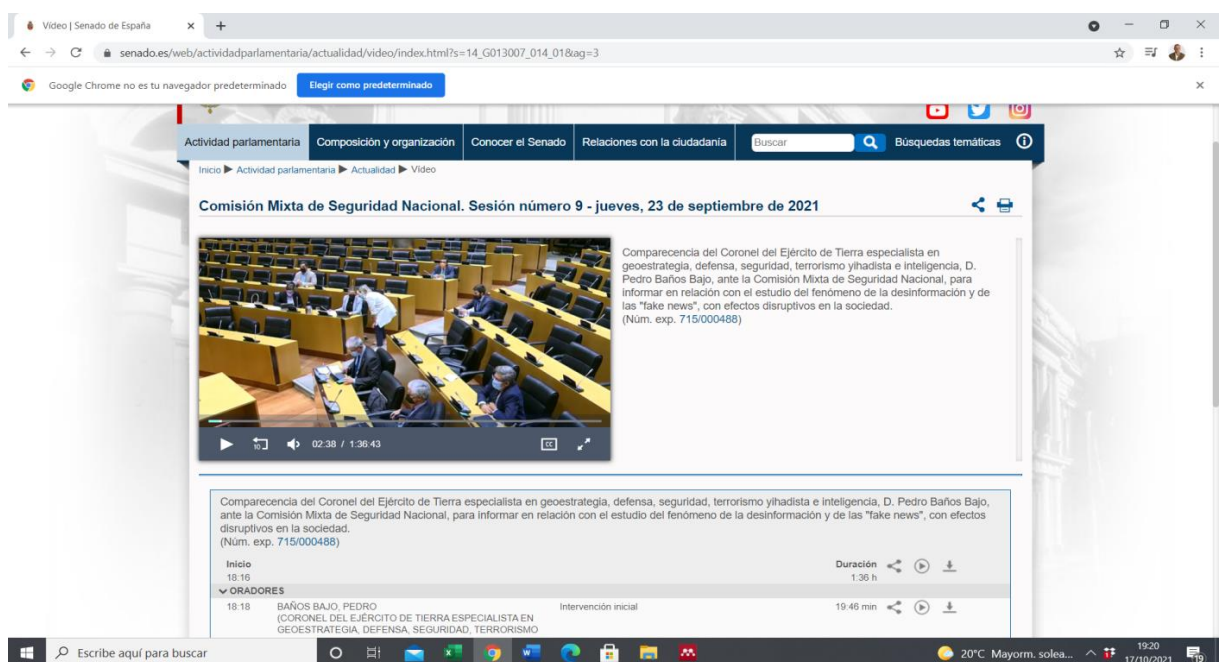 Vídeo | Senado de España
senado.es/web/actividadparlamentaria/actualidad/video/index.html?s=14_G013007_014_01&ag=3
Google Chrome no es tu navegador predeterminado Elegir como predeterminado
Actividad parlamentaria Composición y organización Conocer el Senado Relaciones con la ciudadanía Buscar Búsquedas temáticas
Inicio Actividad parlamentaria Actualidad Vídeo
Comisión Mixta de Seguridad Nacional. Sesión número 9 - jueves, 23 de septiembre de 2021
Comparecencia del Coronel del Ejército de Tierra especialista en
geoestrategia, defensa, seguridad, terrorismo yihadista e inteligencia, D.
Pedro Baños Bajo, ante la Comisión Mixta de Seguridad Nacional, para
informar en relación con el estudio del fenómeno de la desinformación y de
las "fake news", con efectos disruptivos en la sociedad.
(Núm. exp. 715/000488)
10 02:38 / 1:36:43 CC
Comparecencia del Coronel del Ejército de Tierra especialista en geoestrategia, defensa, seguridad, terrorismo yihadista e inteligencia, D. Pedro Baños Bajo,
ante la Comisión Mixta de Seguridad Nacional, para informar en relación con el estudio del fenómeno de la desinformación y de las "fake news", con efectos
disruptivos en la sociedad.
(Núm. exp. 715/000488)
Inicio Duración
18:16 1:36 h
ORADORES
18:18 BAÑOS BAJO, PEDRO Intervención inicial 19:46 min
(CORONEL DEL EJÉRCITO DE TIERRA ESPECIALISTA EN
GEOESTRATEGIA, DEFENSA, SEGURIDAD, TERRORISMO
Escribe aquí para buscar 20°C Mayorm. solea... 19:20
17/10/2021 19